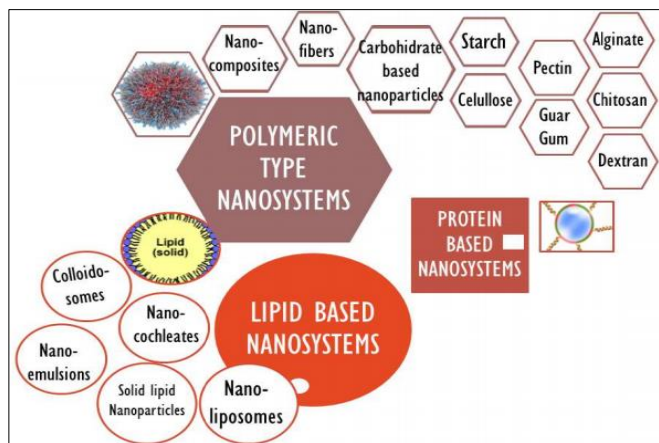 Nano-
composites
Nano-
fibers
Carbohidrate
based
nanoparticles
Starch
Celullose
Pectin
Guar
Gum
Alginate
Chitosan
Dextran
POLYMERIC
TYPE
NANOSYSTEMS
PROTEIN
BASED
NANOSYSTEMS
Lipid
(solid)
Colloido-
somes
Nano-
cochleates
Nano-
emulsions
Solid lipid
Nanoparticles
Nano-
liposomes
LIPID BASED
NANOSYSTEMS